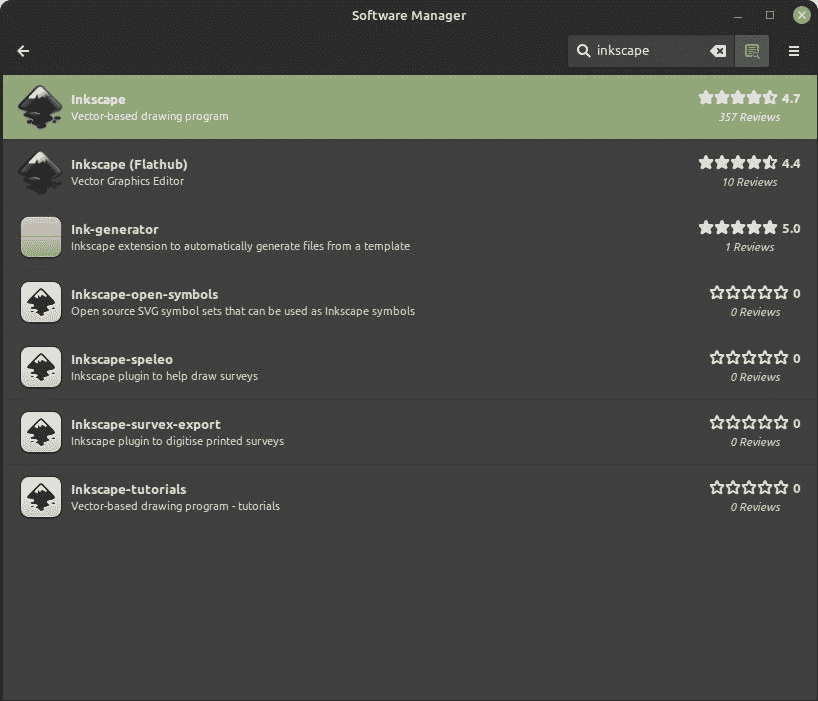 Software Manager
inkscape
Inkscape
4.7
Vector-based drawing program
357 Reviews
Inkscape (Flathub)
4.4
Vector Graphics Editor
10 Reviews
Ink-generator
5.0
Inkscape extension to automatically generate files from a template
1 Reviews
Inkscape-open-symbols
0
Open source SVG symbol sets that can be used as Inkscape symbols
0 Reviews
Inkscape-speleo
0
Inkscape plugin to help draw surveys
0 Reviews
Inkscape-survex-export
0
Inkscape plugin to digitise printed surveys
0 Reviews
Inkscape-tutorials
0
Vector-based drawing program - tutorials
0 Reviews